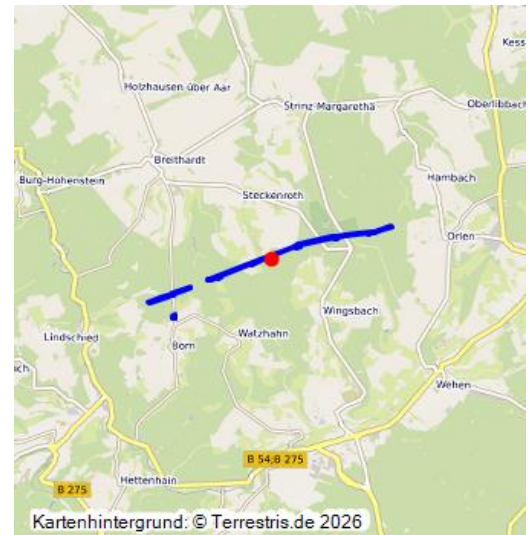 Kess
Holzhausen über Aar
Strinz-Margarethä
Oberlibbach
Breithardt
Burg-Hohenstein
Steckenroth
Hambach
Orlen
Wingsbach
Lindschied
Born
Watzhahn
ch
Wehen
B 54;B 275
Hettenhain
B 275
Kartenhintergrund: © Terrestris.de 2026